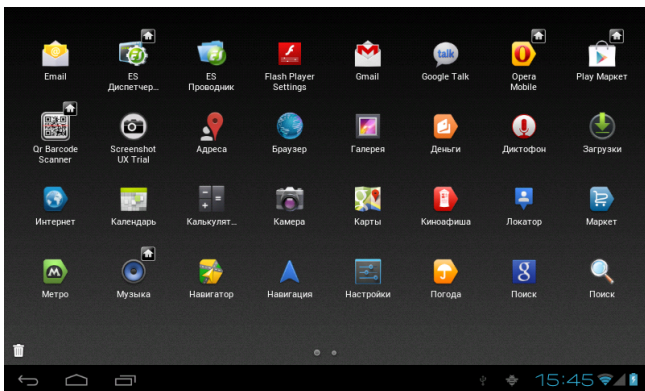 Email
ES
Диспетчер...
ES
Проводник
Flash Player
Settings
Gmail
talk
Google Talk
Opera
Mobile
Play Маркет
Qr Barcode
Scanner
Screenshot
UX Trial
Адреса
Браузер
Галерея
Деньги
Диктофон
Загрузки
Интернет
Календарь
Калькулят...
Камера
Карты
Киноафиша
Локатор
Маркет
М
Метро
Музыка
Навигатор
Навигация
Настройки
Погода
8
Поиск
Поиск
15:45